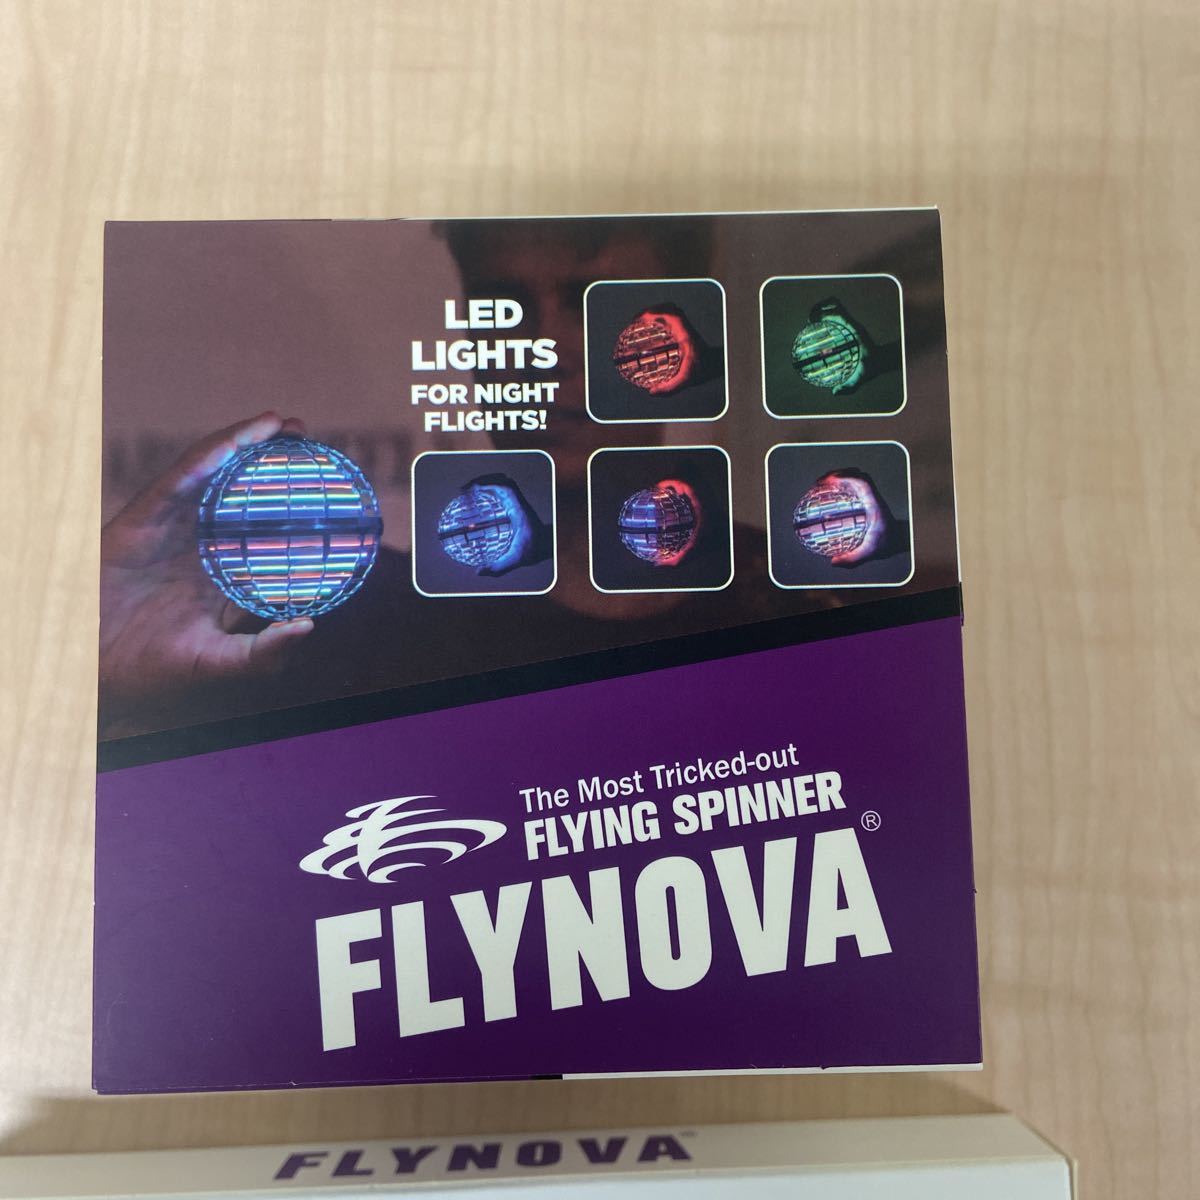 LED
LIGHTS
FOR NIGHT
FLIGHTS!
The Most Tricked-out
FLYING SPINNER
FLYNOVA®
FLYNOVA®